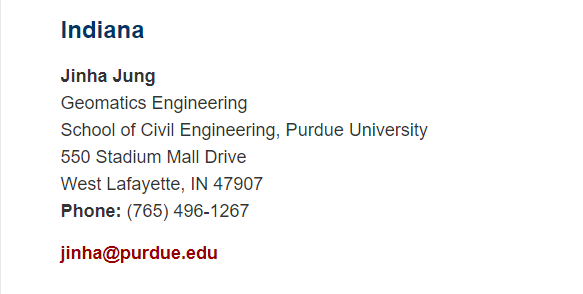 Indiana
Jinha Jung
Geomatics Engineering
School of Civil Engineering, Purdue University
550 Stadium Mall Drive
West Lafayette, IN 47907
Phone: (765) 496-1267
jinha@purdue.edu